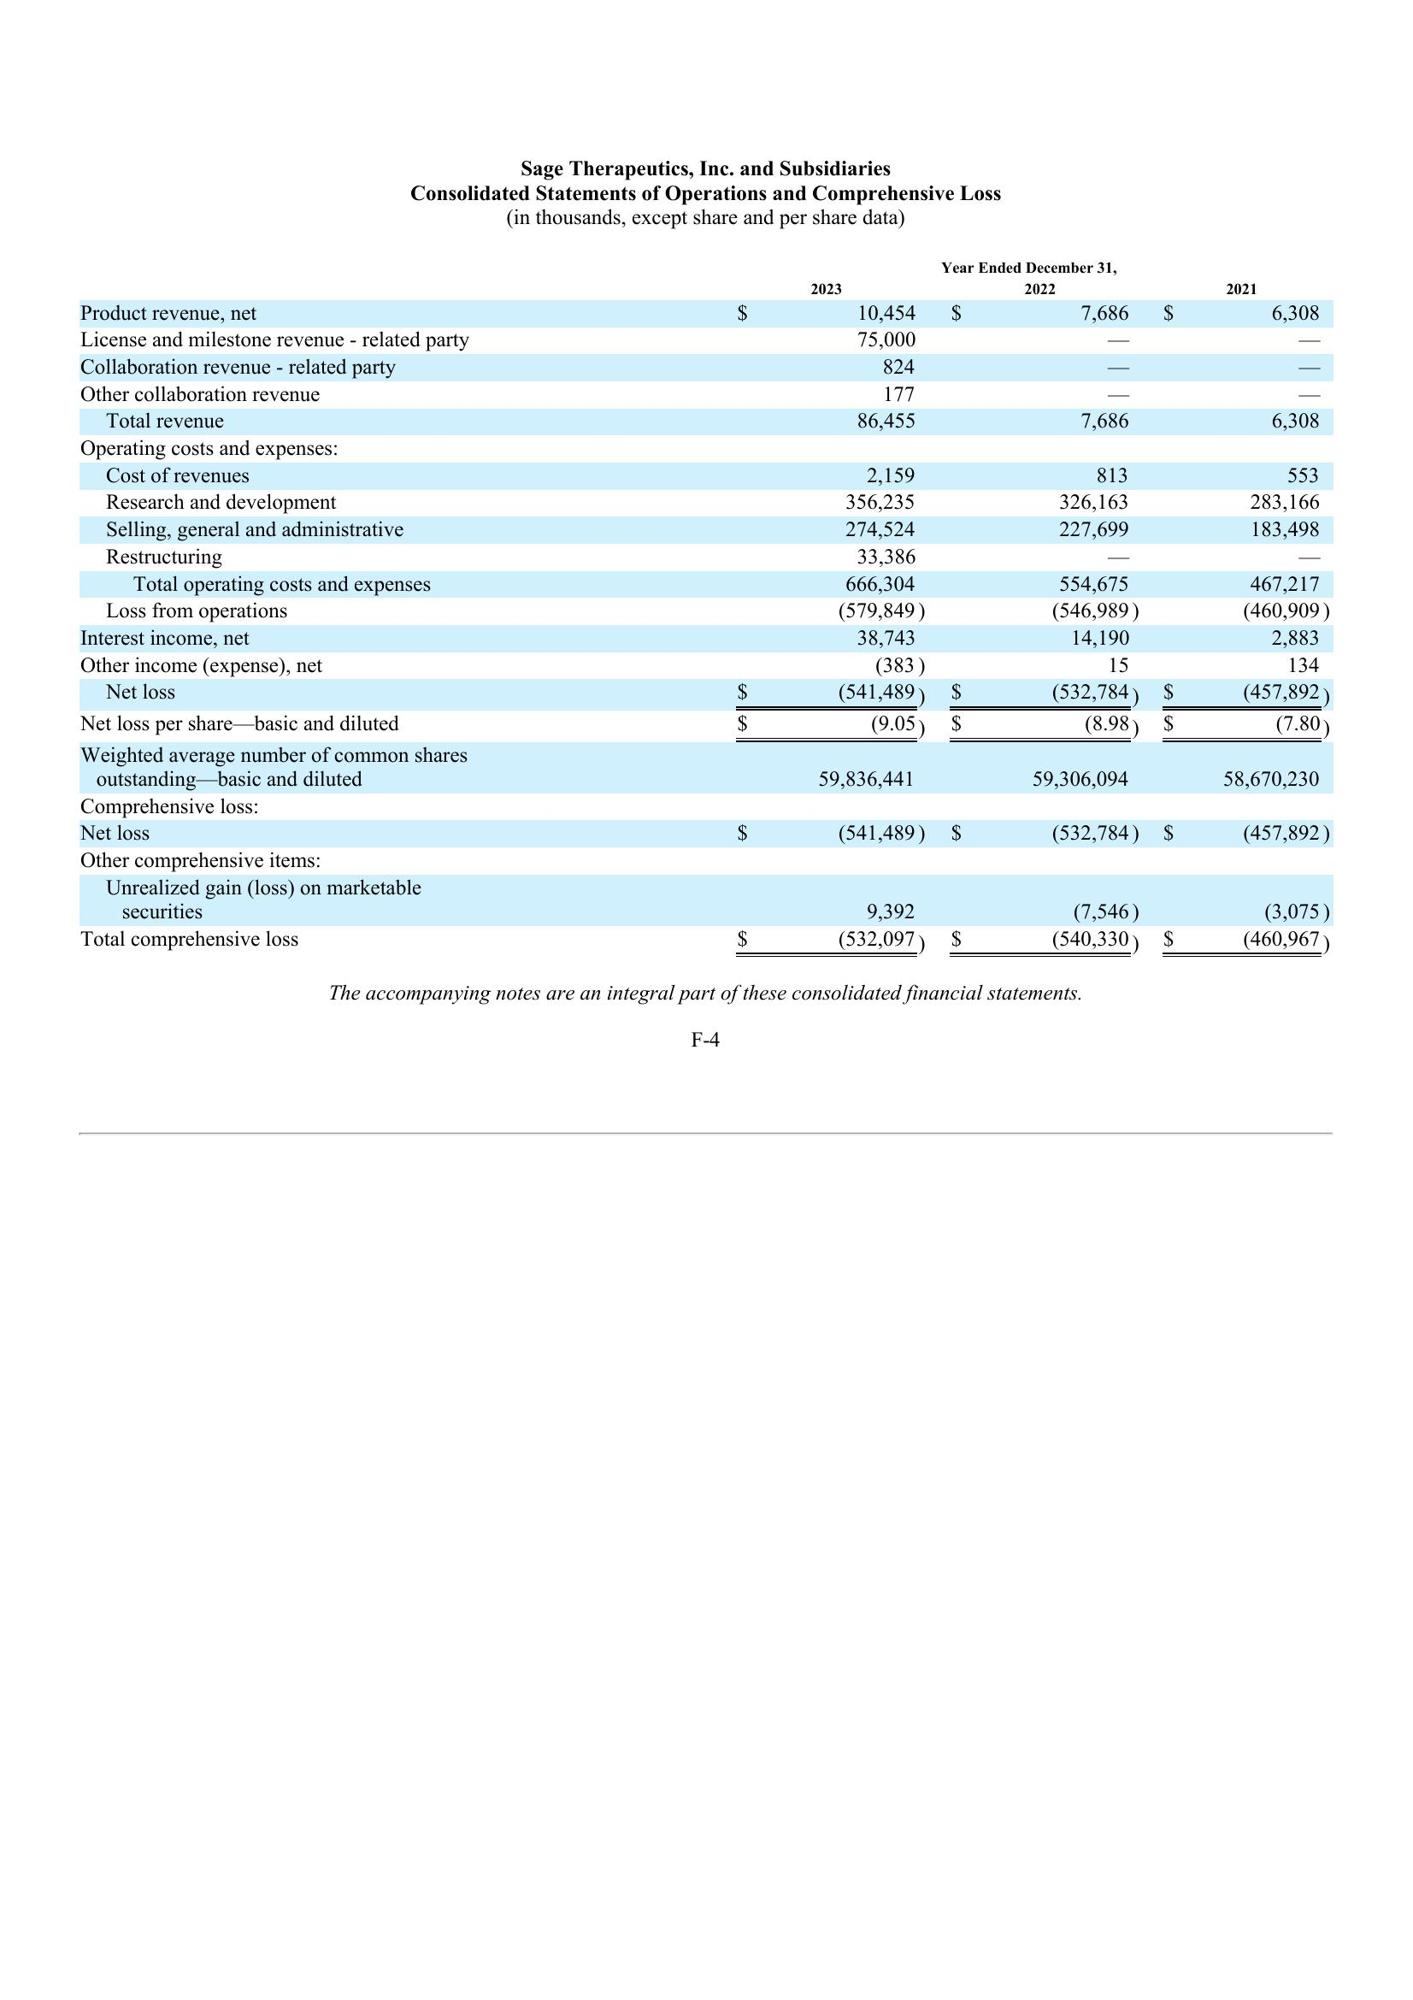 Sage Therapeutics, Inc. and Subsidiaries
Consolidated Statements of Operations and Comprehensive Loss
(in thousands, except share and per share data)
Year Ended December 31,
2023 2022 2021
Product revenue, net $ 10,454 $ 7,686 $ 6,308
License and milestone revenue - related party 75,000 — —
Collaboration revenue - related party 824 — —
Other collaboration revenue 177 — —
Total revenue 86,455 7,686 6,308
Operating costs and expenses:
Cost of revenues 2,159 813 553
Research and development 356,235 326,163 283,166
Selling, general and administrative 274,524 227,699 183,498
Restructuring 33,386 — —
Total operating costs and expenses 666,304 554,675 467,217
Loss from operations (579,849) (546,989) (460,909)
Interest income, net 38,743 14,190 2,883
Other income (expense), net (383) 15 134
Net loss $ (541,489) $ (532,784) $ (457,892)
Net loss per share—basic and diluted $ (9.05) $ (8.98) $ (7.80)
Weighted average number of common shares
outstanding—basic and diluted 59,836,441 59,306,094 58,670,230
Comprehensive loss:
Net loss $ (541,489) $ (532,784) $ (457,892)
Other comprehensive items:
Unrealized gain (loss) on marketable
securities 9,392 (7,546) (3,075)
Total comprehensive loss $ (532,097) $ (540,330) $ (460,967)
The accompanying notes are an integral part of these consolidated financial statements.
F-4